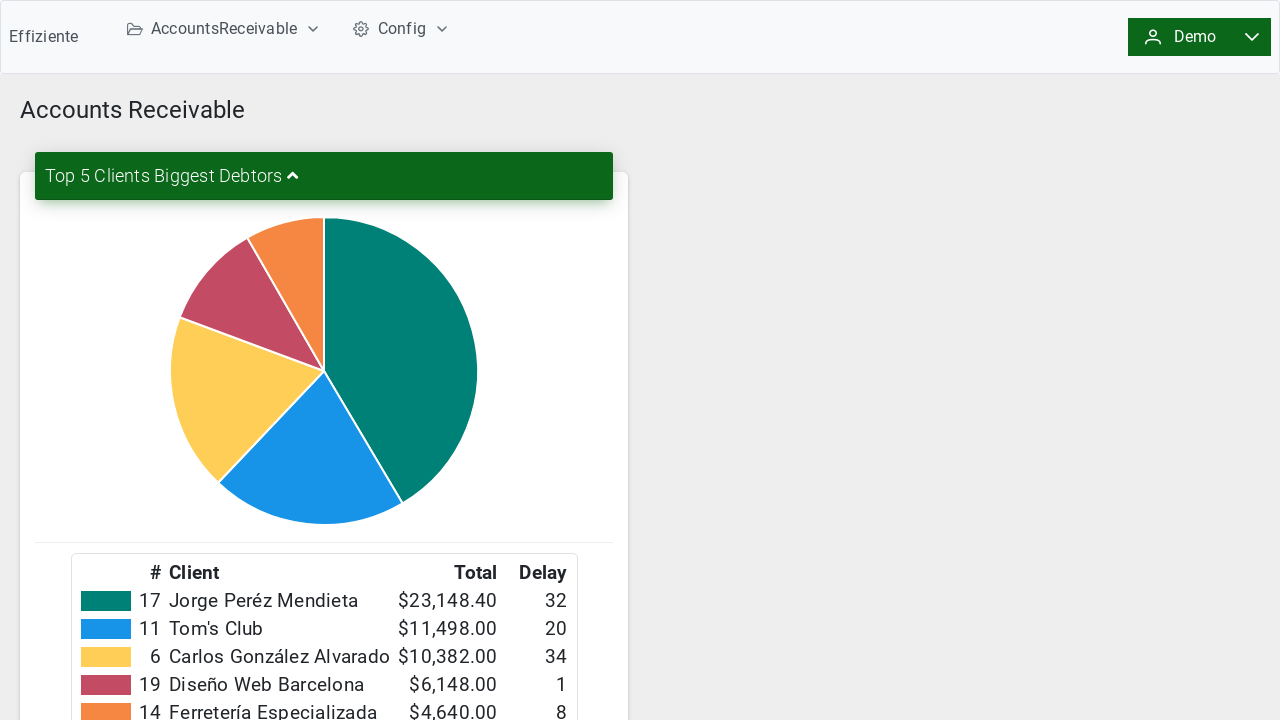 Effiziente
AccountsReceivable
Config
Demo
Accounts Receivable
Top 5 Clients Biggest Debtors
# Client Total Delay
17 Jorge Peréz Mendieta $23,148.40 32
11 Tom's Club $11,498.00 20
6 Carlos González Alvarado $10,382.00 34
19 Diseño Web Barcelona $6,148.00 1
14 Ferretería Especializada $4,640.00 8